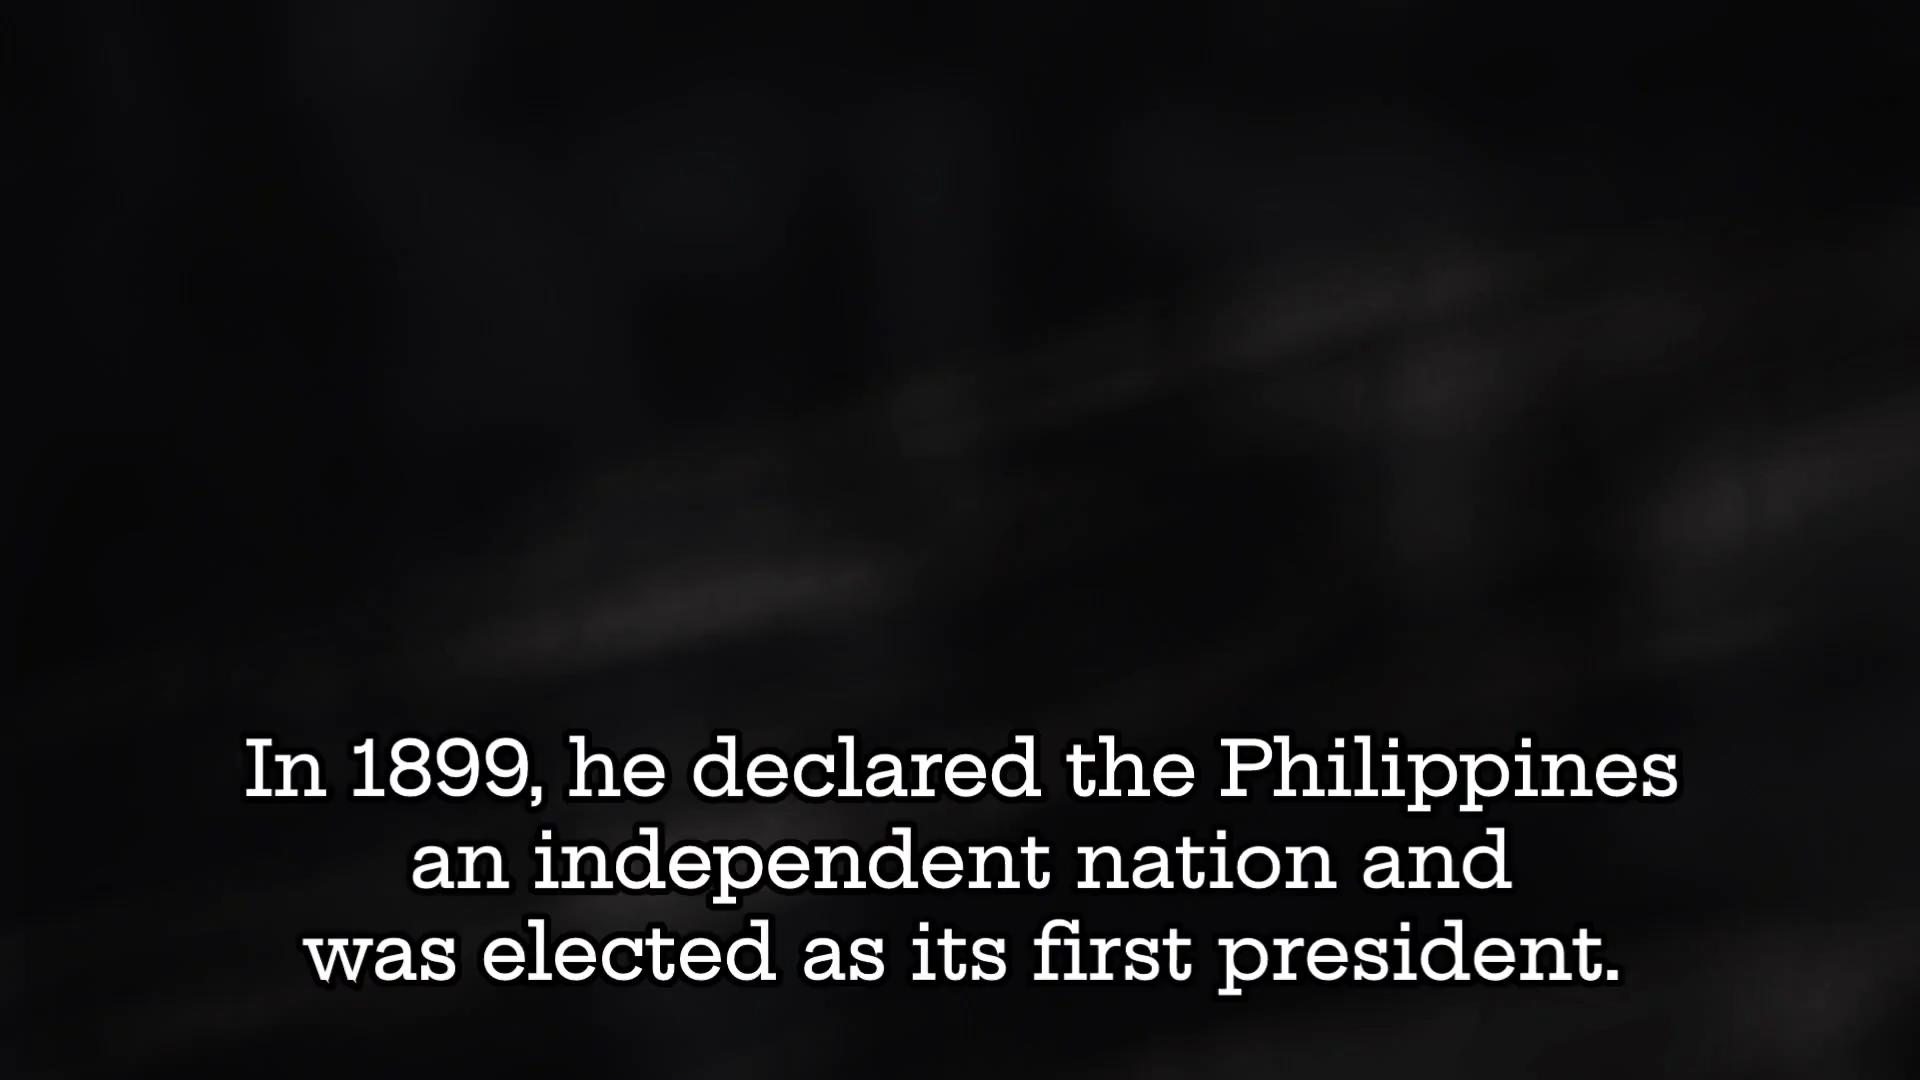 In 1899, he declared the Philippines
an independent nation and
was elected as its first president.